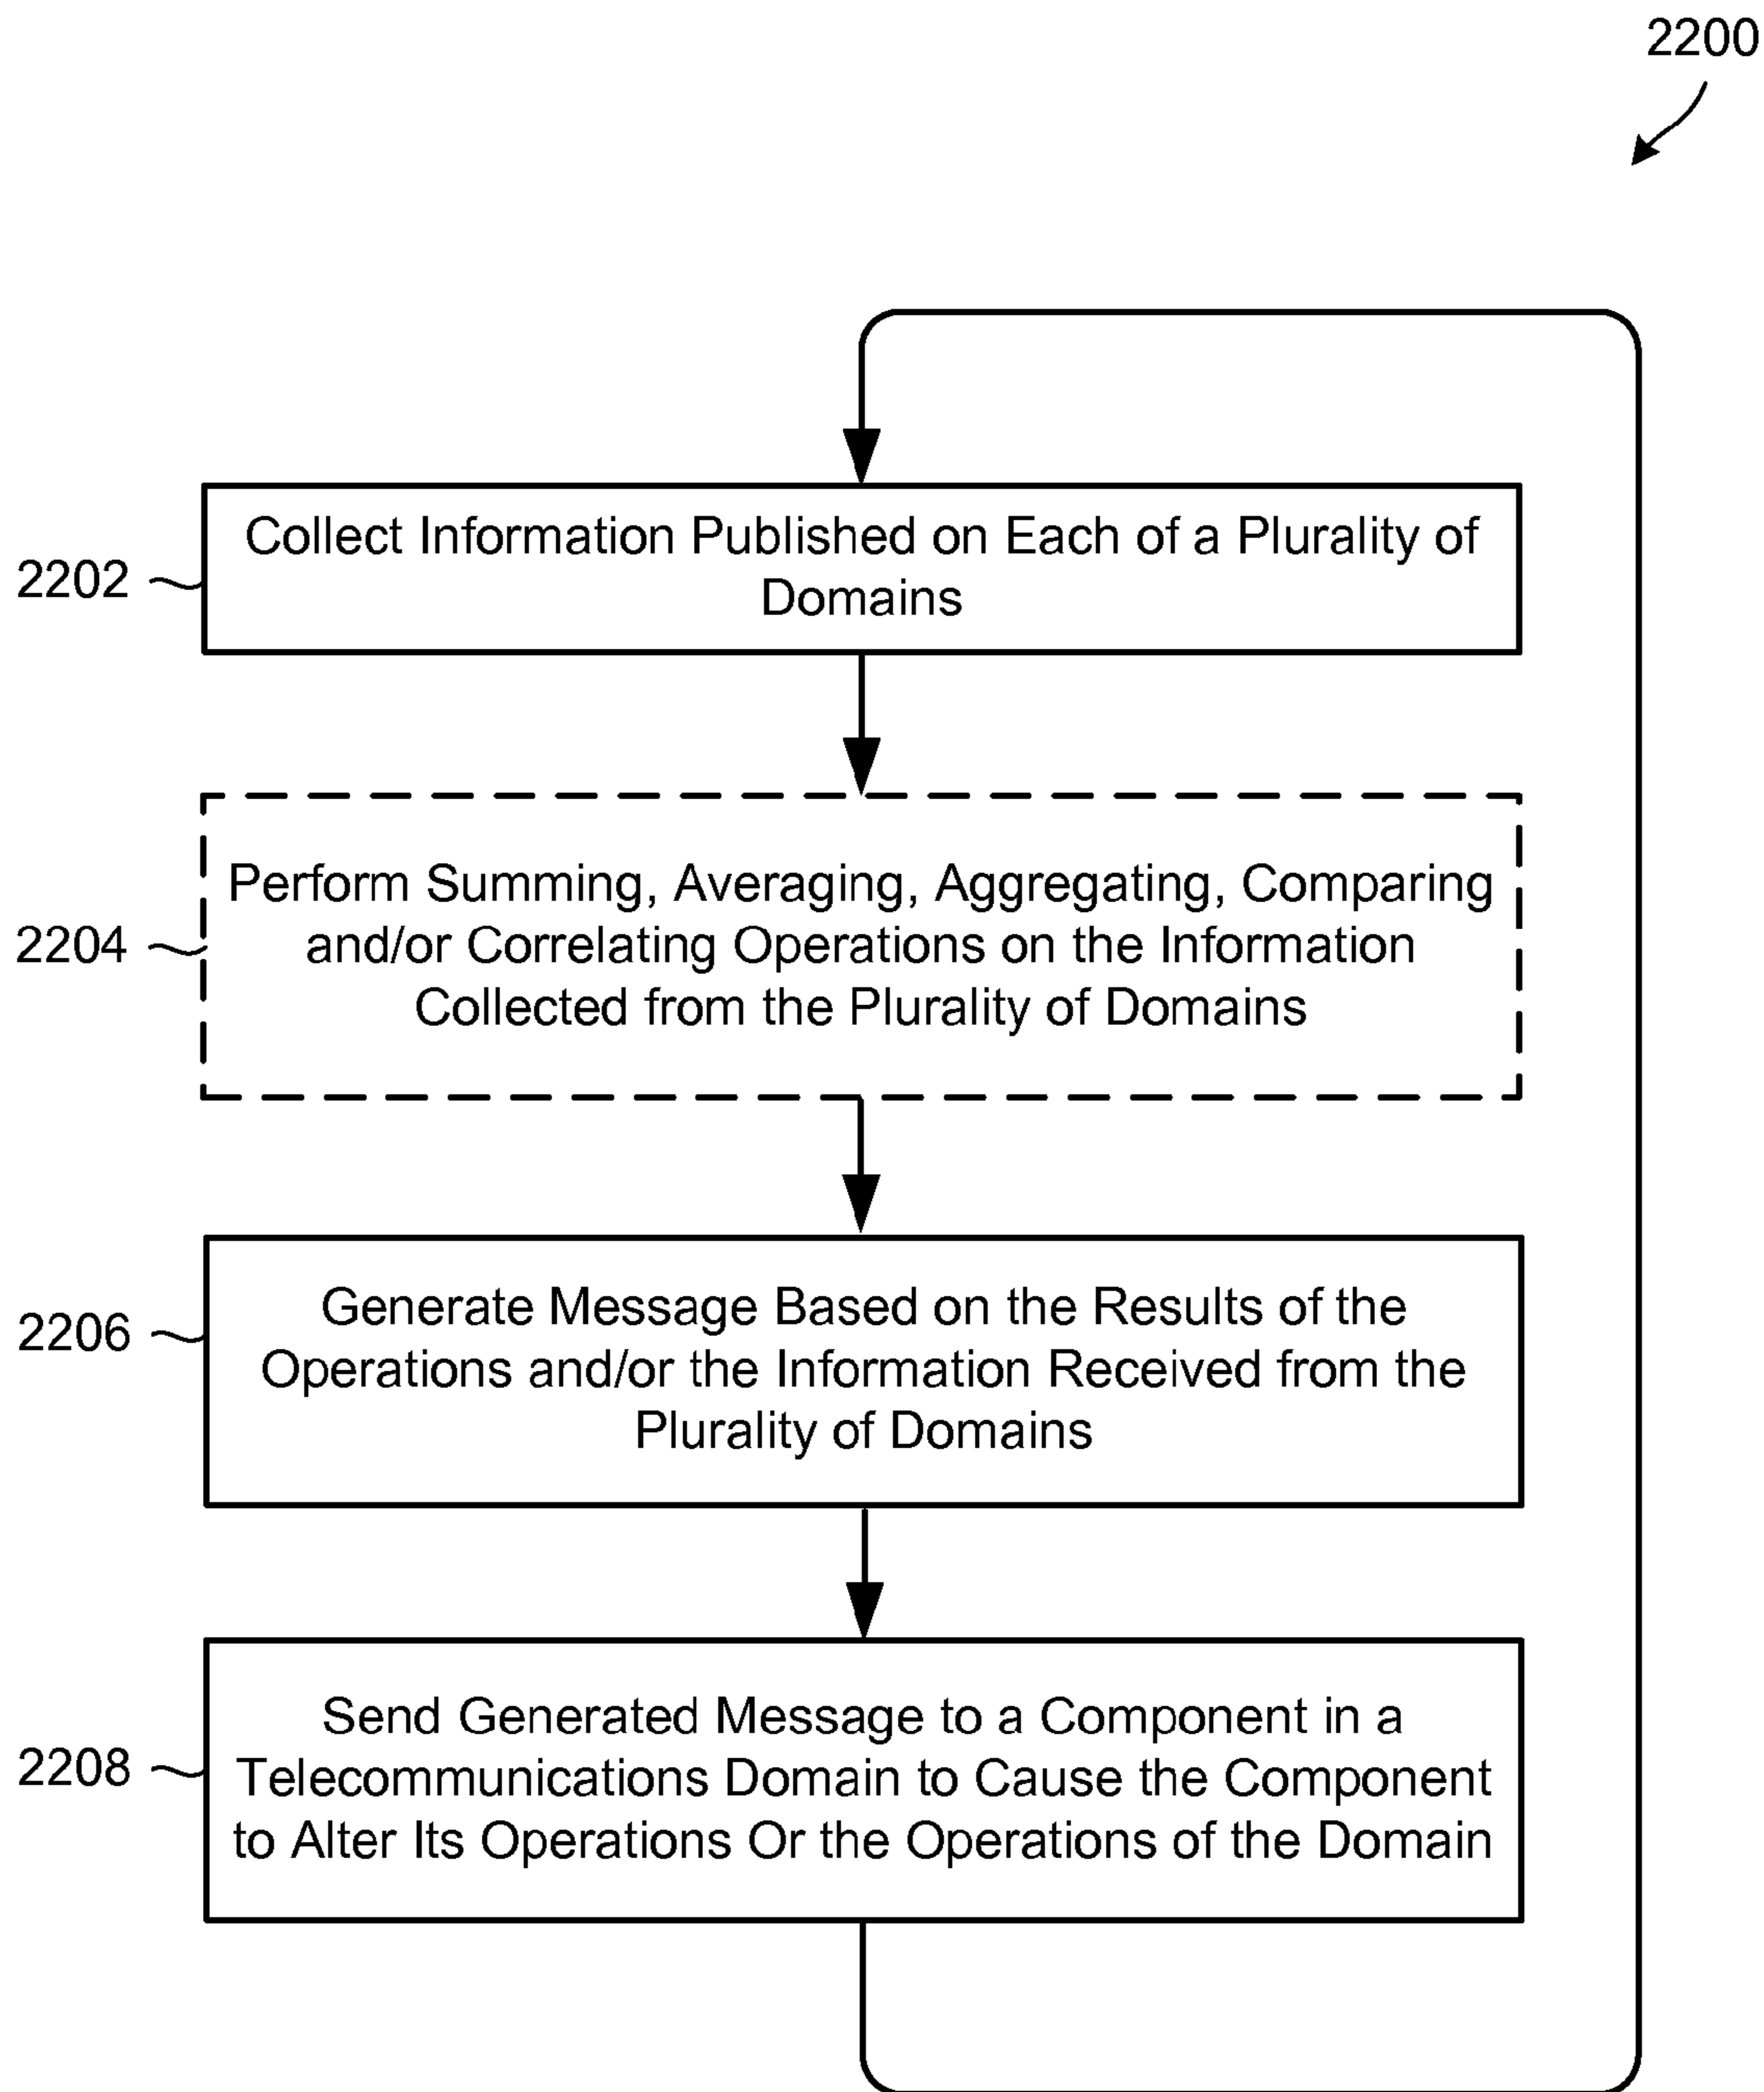 2200
2202
Collect Information Published on Each of a Plurality of
Domains
2204
Perform Summing, Averaging, Aggregating, Comparing
and/or Correlating Operations on the Information
Collected from the Plurality of Domains
2206
Generate Message Based on the Results of the
Operations and/or the Information Received from the
Plurality of Domains
2208
Send Generated Message to a Component in a
Telecommunications Domain to Cause the Component
to Alter Its Operations Or the Operations of the Domain